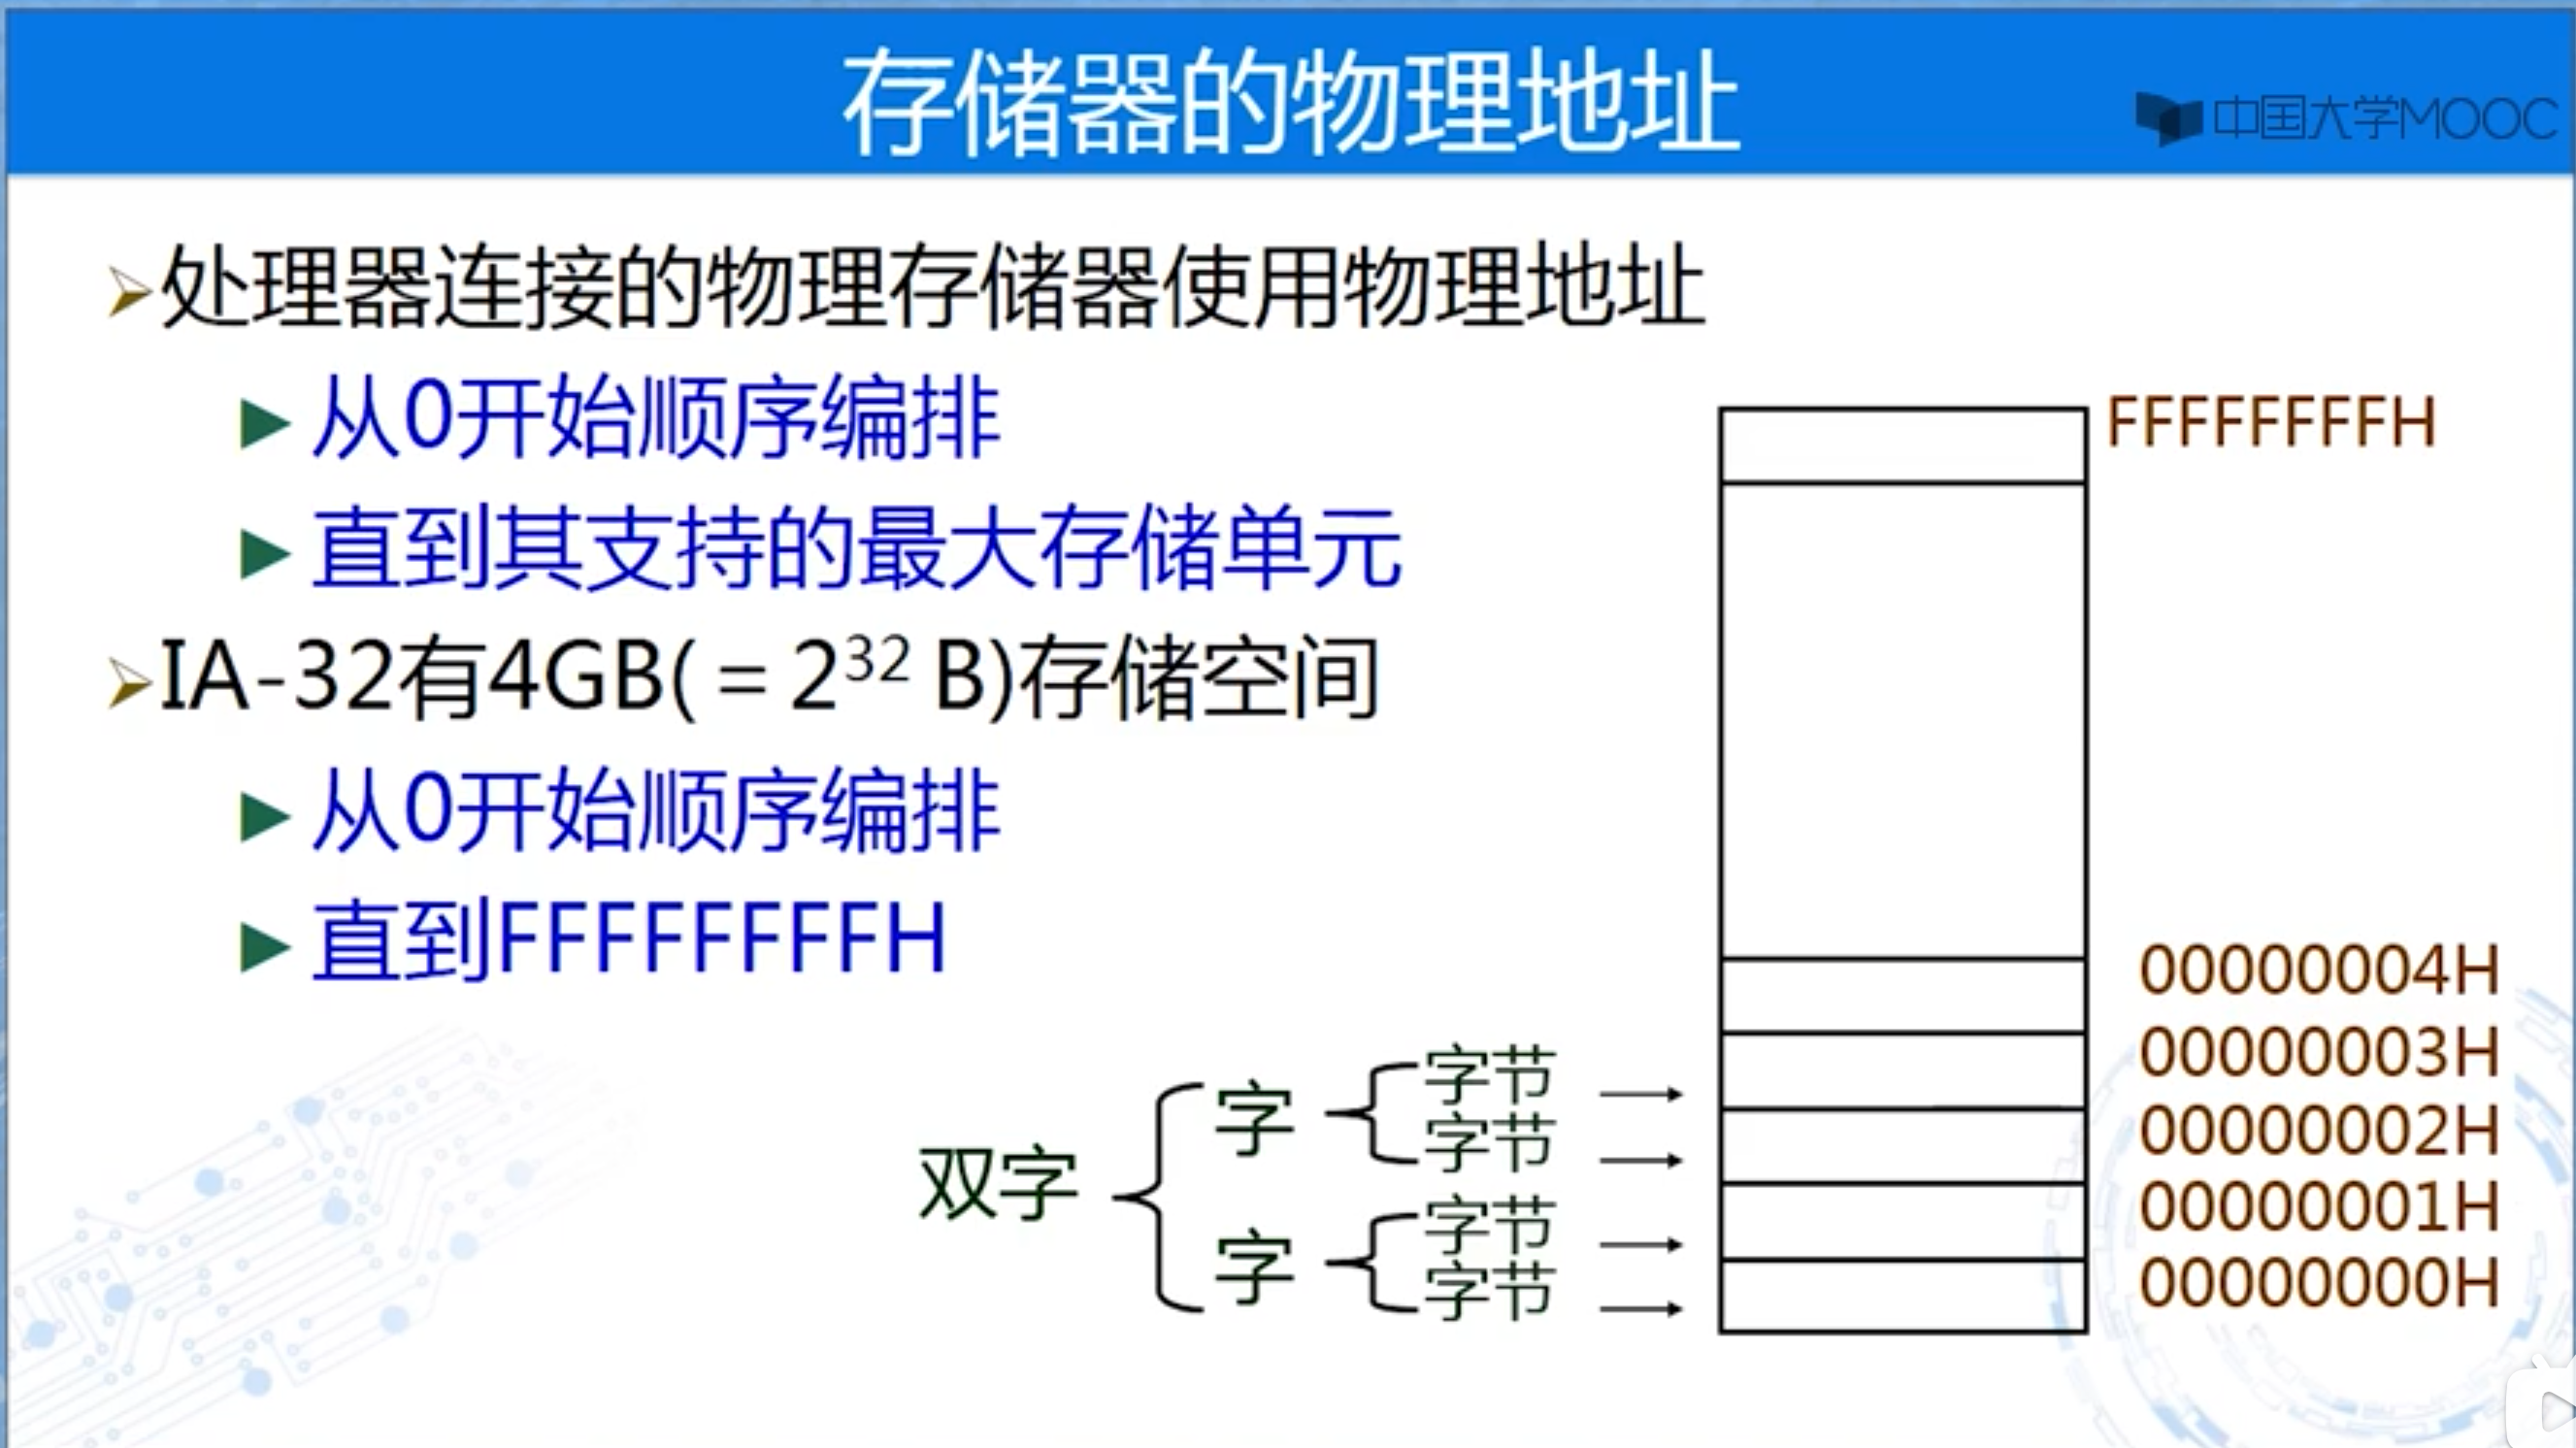 存储器的物理地址
中国大学MOOC
处理器连接的物理存储器使用物理地址
从0开始顺序编排
直到其支持的最大存储单元
IA-32有4GB( = 2³² B)存储空间
从0开始顺序编排
直到FFFFFFFFH
FFFFFFFFH
00000004H
00000003H
00000002H
00000001H
00000000H
双字
字
字节
字节
字
字节
字节